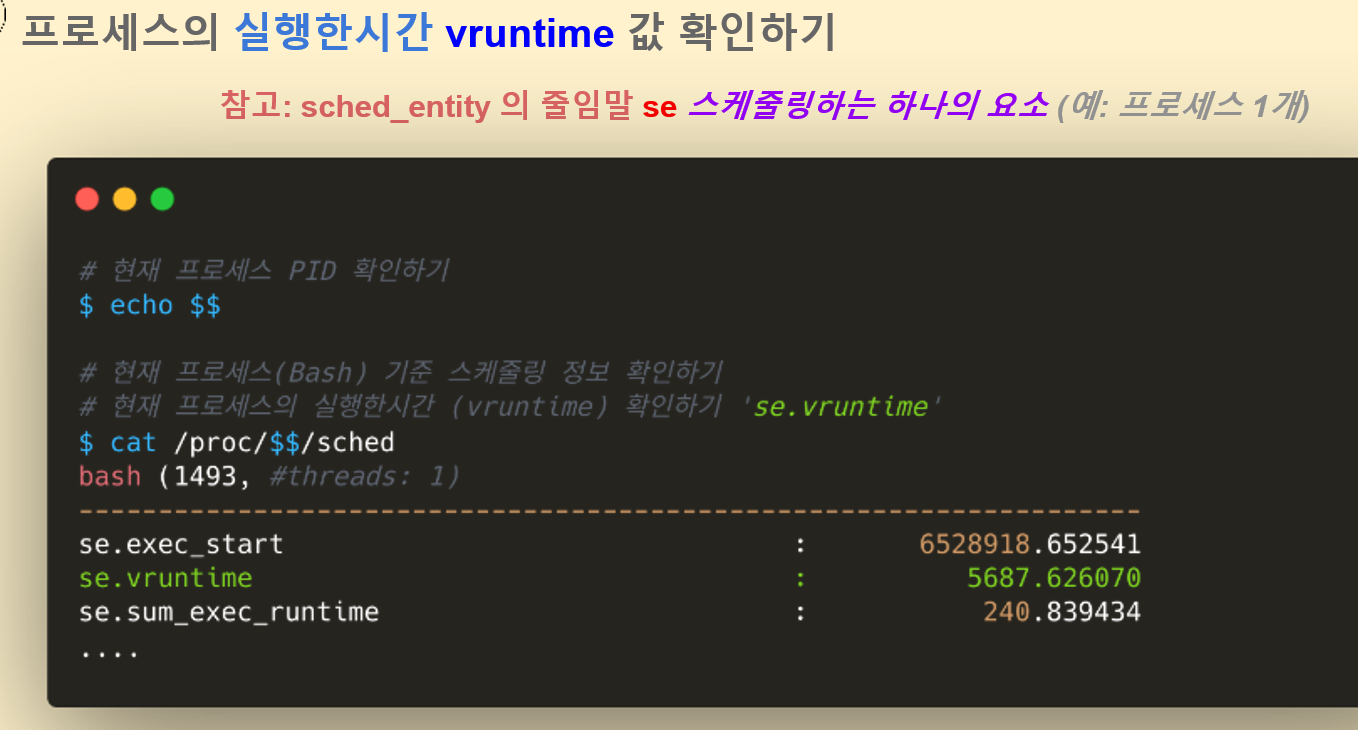 프로세스의 실행한시간 vruntime 값 확인하기
참고: sched_entity 의 줄임말 se 스케줄링하는 하나의 요소 (예: 프로세스 1개)
# 현재 프로세스 PID 확인하기
$ echo $$
# 현재 프로세스(Bash) 기준 스케줄링 정보 확인하기
# 현재 프로세스의 실행한시간 (vruntime) 확인하기 'se.vruntime'
$ cat /proc/$$/sched
bash (1493, #threads: 1)
-------------------------------------------------------------------
se.exec_start : 6528918.652541
se.vruntime : 5687.626070
se.sum_exec_runtime : 240.839434
....